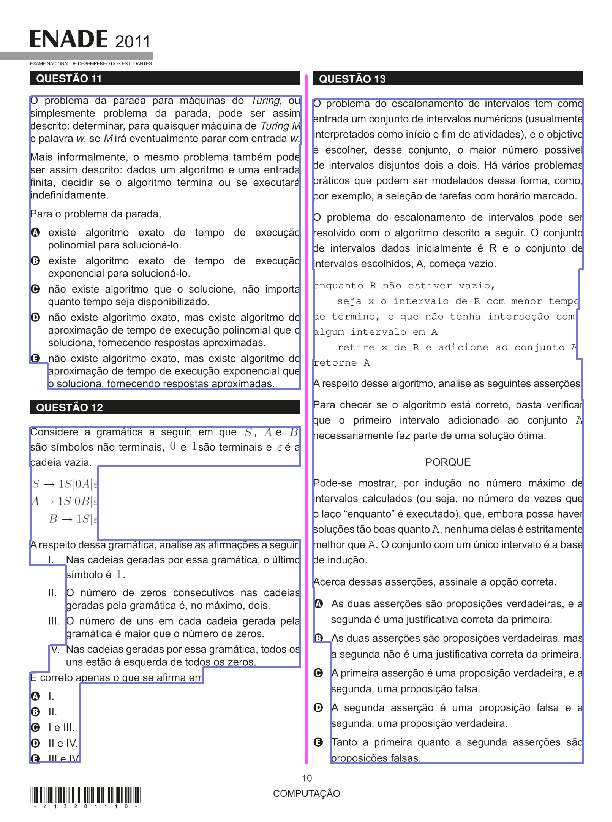 ENADE 2011
EXAME NACIONAL DE DESEMPENHO DOS ESTUDANTES
QUESTÃO 11
O problema da parada para máquinas de Turing, ou
simplesmente problema da parada, pode ser assim
descrito: determinar, para quaisquer máquina de Turing M
e palavra w, se M irá eventualmente parar com entrada w.
Mais informalmente, o mesmo problema também pode
ser assim descrito: dados um algoritmo e uma entrada
finita, decidir se o algoritmo termina ou se executará
indefinidamente.
Para o problema da parada,
A existe algoritmo exato de tempo de execução
polinomial para solucioná-lo.
B existe algoritmo exato de tempo de execução
exponencial para solucioná-lo.
C não existe algoritmo que o solucione, não importa
quanto tempo seja disponibilizado.
D não existe algoritmo exato, mas existe algoritmo de
aproximação de tempo de execução polinomial que o
soluciona, fornecendo respostas aproximadas.
E não existe algoritmo exato, mas existe algoritmo de
aproximação de tempo de execução exponencial que
o soluciona, fornecendo respostas aproximadas.
QUESTÃO 12
Considere a gramática a seguir, em que S, A e B
são símbolos não terminais, 0 e 1 são terminais e ε é a
cadeia vazia.
S → 1S|0A|ε
A → 1S|0B|ε
B → 1S|ε
A respeito dessa gramática, analise as afirmações a seguir.
I. Nas cadeias geradas por essa gramática, o último
símbolo é 1.
II. O número de zeros consecutivos nas cadeias
geradas pela gramática é, no máximo, dois.
III. O número de uns em cada cadeia gerada pela
gramática é maior que o número de zeros.
IV. Nas cadeias geradas por essa gramática, todos os
uns estão à esquerda de todos os zeros.
É correto apenas o que se afirma em
A I.
B II.
C I e III.
D II e IV.
E III e IV.
QUESTÃO 13
O problema do escalonamento de intervalos tem como
entrada um conjunto de intervalos numéricos (usualmente
interpretados como início e fim de atividades), e o objetivo
é escolher, desse conjunto, o maior número possível
de intervalos disjuntos dois a dois. Há vários problemas
práticos que podem ser modelados dessa forma, como,
por exemplo, a seleção de tarefas com horário marcado.
O problema do escalonamento de intervalos pode ser
resolvido com o algoritmo descrito a seguir. O conjunto
de intervalos dados inicialmente é R e o conjunto de
intervalos escolhidos, A, começa vazio.
enquanto R não estiver vazio,
seja x o intervalo de R com menor tempo
de término, e que não tenha interseção com
algum intervalo em A
retire x de R e adicione ao conjunto A
retorne A
A respeito desse algoritmo, analise as seguintes asserções.
Para checar se o algoritmo está correto, basta verificar
que o primeiro intervalo adicionado ao conjunto A
necessariamente faz parte de uma solução ótima.
PORQUE
Pode-se mostrar, por indução no número máximo de
intervalos calculados (ou seja, no número de vezes que
o laço “enquanto” é executado), que, embora possa haver
soluções tão boas quanto A, nenhuma delas é estritamente
melhor que A. O conjunto com um único intervalo é a base
de indução.
Acerca dessas asserções, assinale a opção correta.
A As duas asserções são proposições verdadeiras, e a
segunda é uma justificativa correta da primeira.
B As duas asserções são proposições verdadeiras, mas
a segunda não é uma justificativa correta da primeira.
C A primeira asserção é uma proposição verdadeira, e a
segunda, uma proposição falsa.
D A segunda asserção é uma proposição falsa e a
segunda, uma proposição verdadeira.
E Tanto a primeira quanto a segunda asserções são
proposições falsas.
10
COMPUTAÇÃO